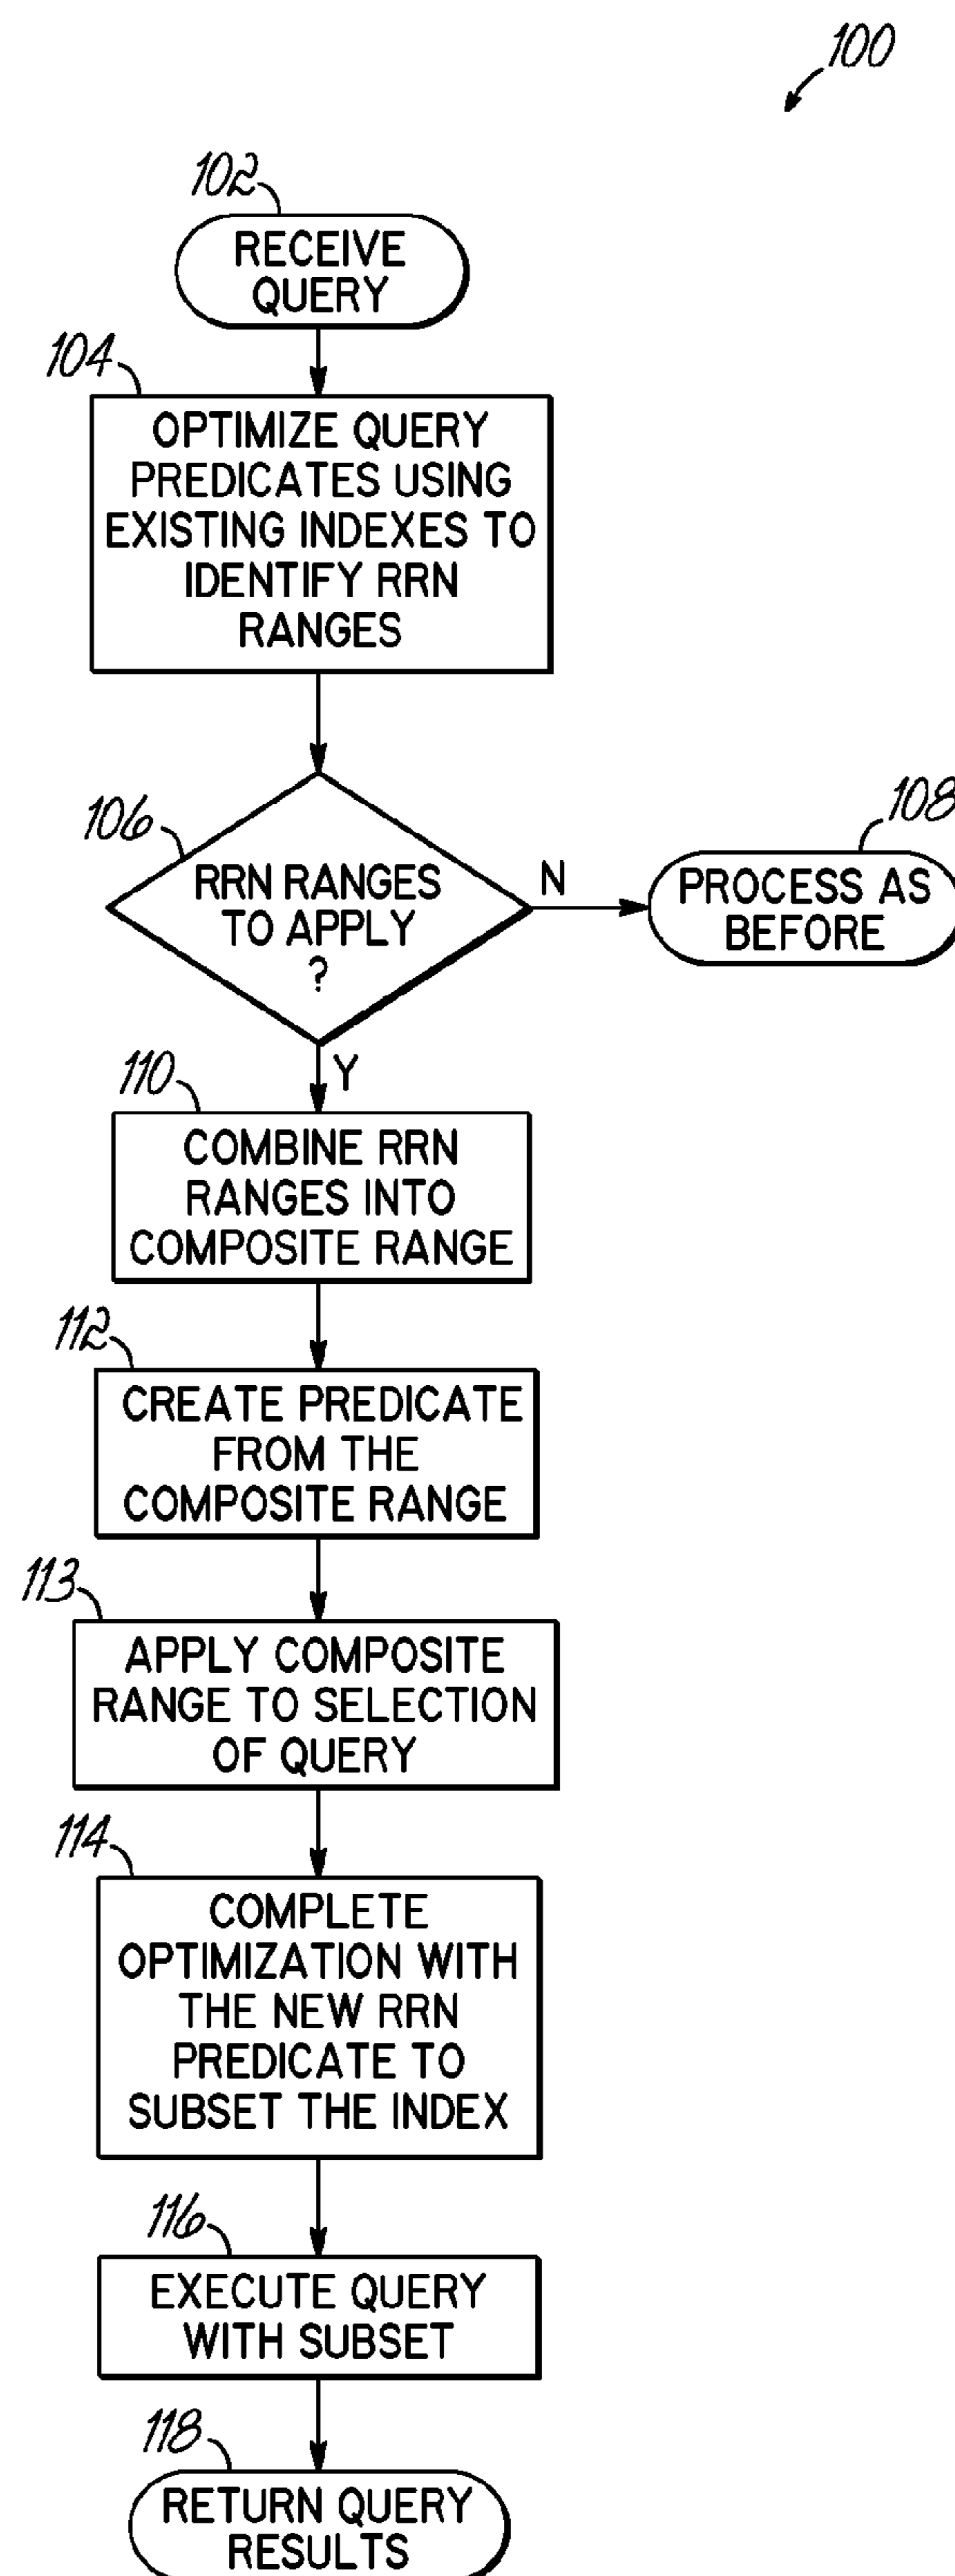 100
102
RECEIVE
QUERY
104
OPTIMIZE QUERY
PREDICATES USING
EXISTING INDEXES TO
IDENTIFY RRN
RANGES
106
RRN RANGES
TO APPLY
?
N
108
PROCESS AS
BEFORE
Y
110
COMBINE RRN
RANGES INTO
COMPOSITE RANGE
112
CREATE PREDICATE
FROM THE
COMPOSITE RANGE
113
APPLY COMPOSITE
RANGE TO SELECTION
OF QUERY
114
COMPLETE
OPTIMIZATION WITH
THE NEW RRN
PREDICATE TO
SUBSET THE INDEX
116
EXECUTE QUERY
WITH SUBSET
118
RETURN QUERY
RESULTS